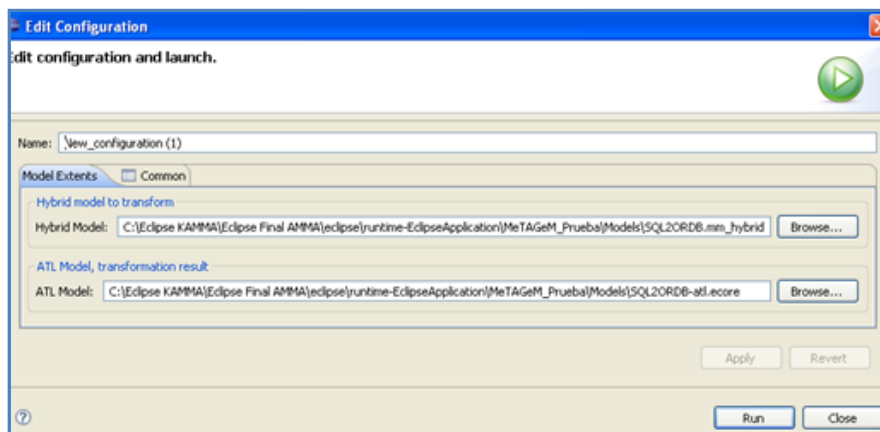 Edit Configuration
dit configuration and launch.
Name: New_configuration (1)
Model Extents Common
Hybrid model to transform
Hybrid Model: C:\Eclipse KAMMA\Eclipse Final AMMA\eclipse\runtime-EclipseApplication\MeTAGeM_Prueba\Models\SQL2ORDB.mm_hybrid Browse...
ATL Model, transformation result
ATL Model: C:\Eclipse KAMMA\Eclipse Final AMMA\eclipse\runtime-EclipseApplication\MeTAGeM_Prueba\Models\SQL2ORDB-atl.ecore Browse...
Apply Revert
Run Close